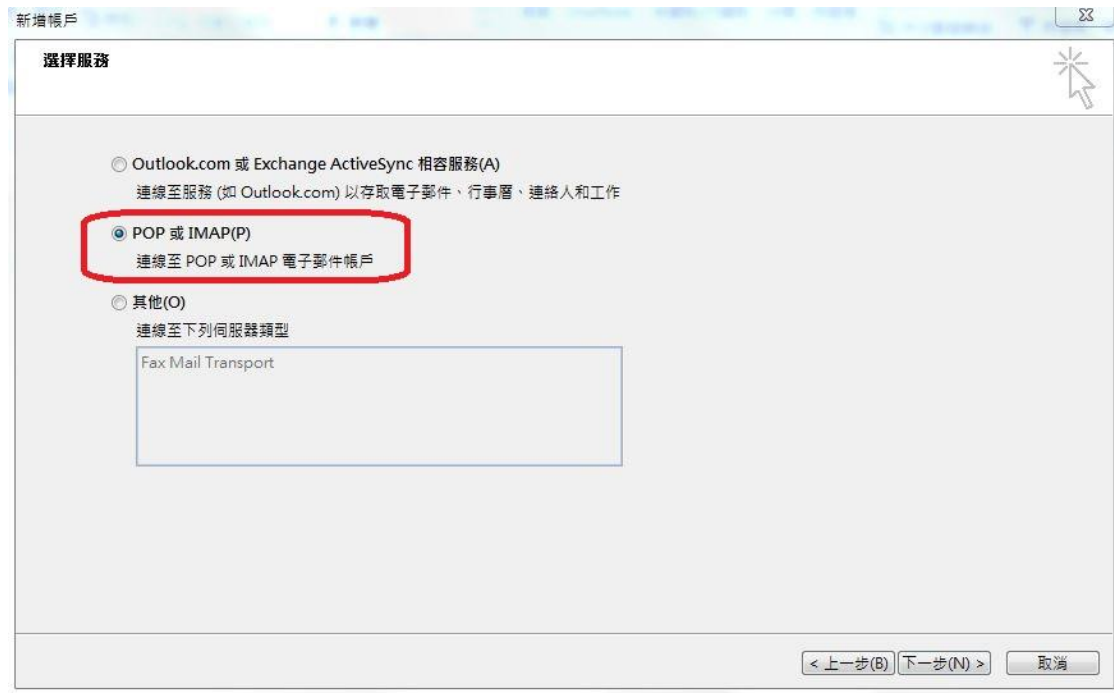 新增帳戶
選擇服務
Outlook.com 或 Exchange ActiveSync 相容服務(A)
連線至服務 (如 Outlook.com) 以存取電子郵件、行事曆、連絡人和工作
POP 或 IMAP(P)
連線至 POP 或 IMAP 電子郵件帳戶
其他(O)
連線至下列伺服器類型
Fax Mail Transport
< 上一步(B) 下一步(N) > 取消